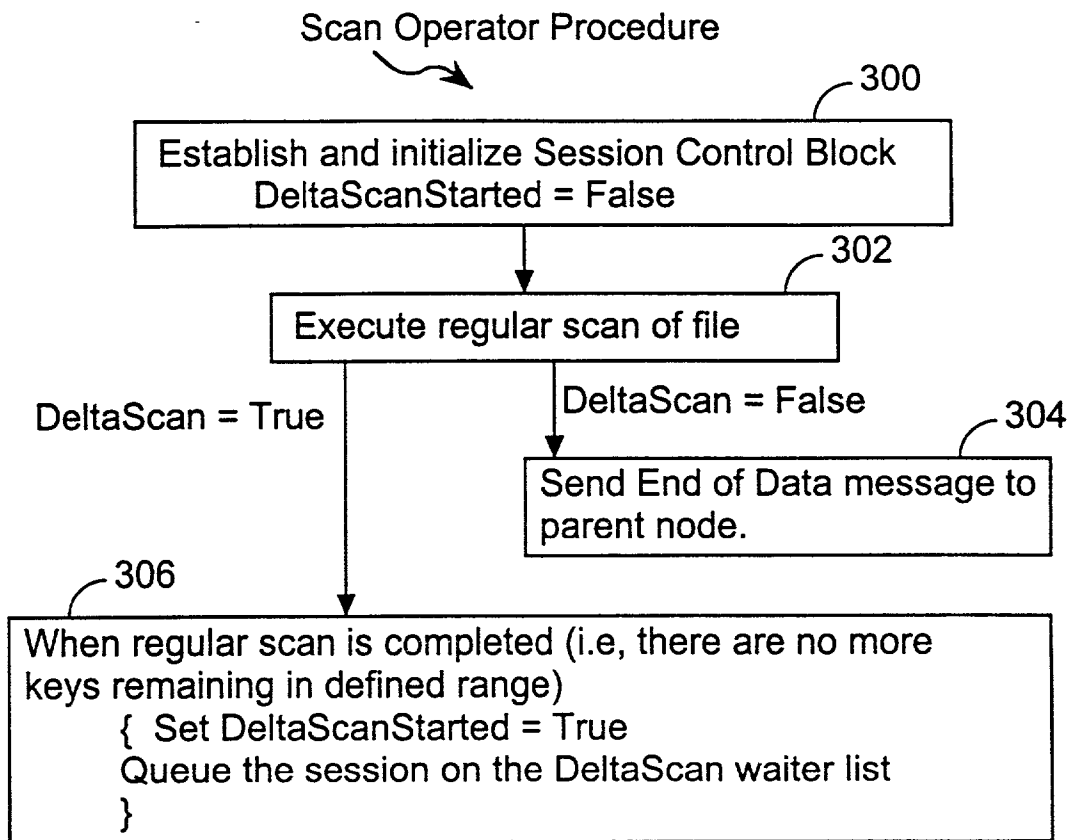 Scan Operator Procedure
300
Establish and initialize Session Control Block
DeltaScanStarted = False
302
Execute regular scan of file
DeltaScan = True
DeltaScan = False
304
Send End of Data message to
parent node.
306
When regular scan is completed (i.e, there are no more
keys remaining in defined range)
{ Set DeltaScanStarted = True
Queue the session on the DeltaScan waiter list
}